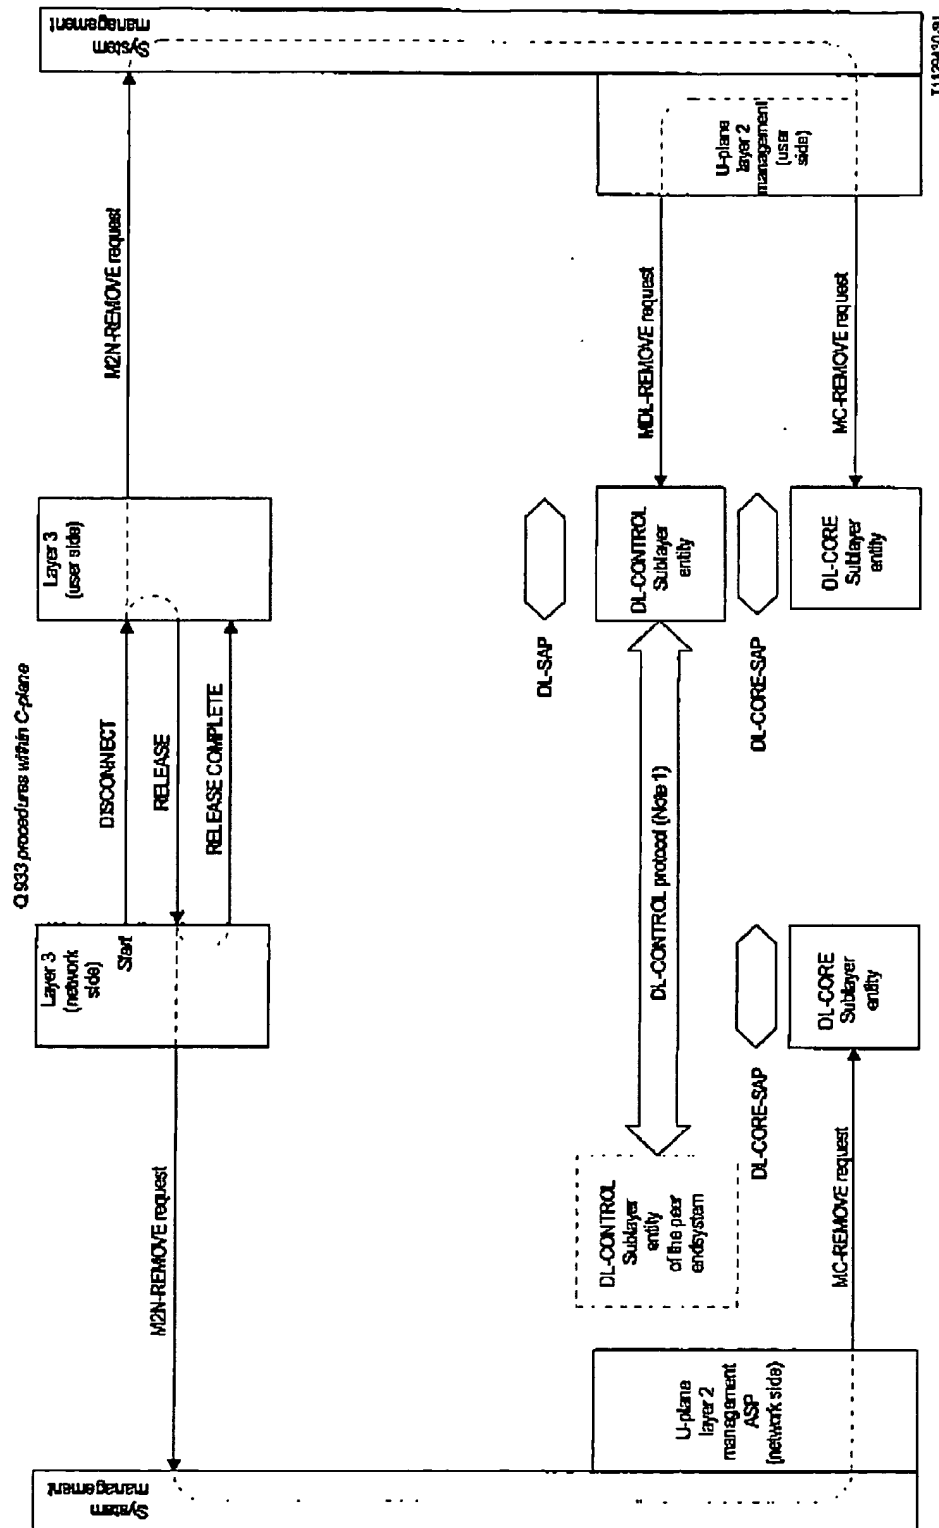 Q.933 procedures within C-plane
System
management
M2N-REMOVE request
Layer 3
(network
side)
Start
DISCONNECT
RELEASE
RELEASE COMPLETE
Layer 3
(user side)
M2N-REMOVE request
System
management
U-plane
layer 2
management
ASP
(network side)
MC-REMOVE request
DL-CONTROL
Sublayer
entity
of the peer
endsystem
DL-CORE-SAP
DL-CORE
Sublayer
entity
DL-CONTROL protocol (Note 1)
DL-SAP
DL-CONTROL
Sublayer
entity
DL-CORE-SAP
DL-CORE
Sublayer
entity
MDL-REMOVE request
MC-REMOVE request
U-plane
layer 2
management
(user
side)